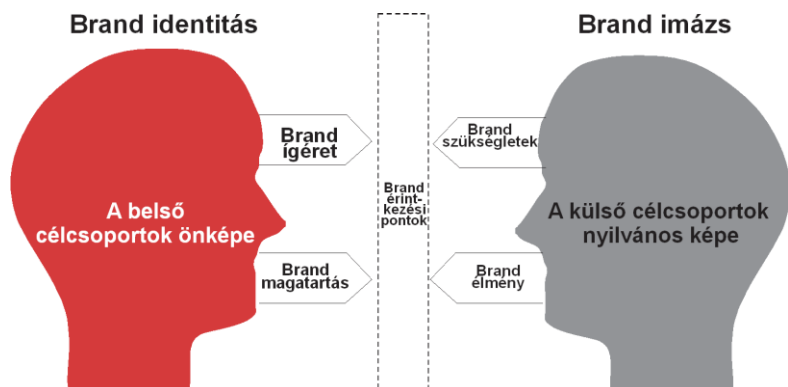 Brand identitás
Brand imázs
Brand
ígéret
Brand
szükségletek
A belső
célcsoportok önképe
Brand
érint-
kezési
pontok
A külső célcsoportok
nyilvános képe
Brand
magatartás
Brand
élmény